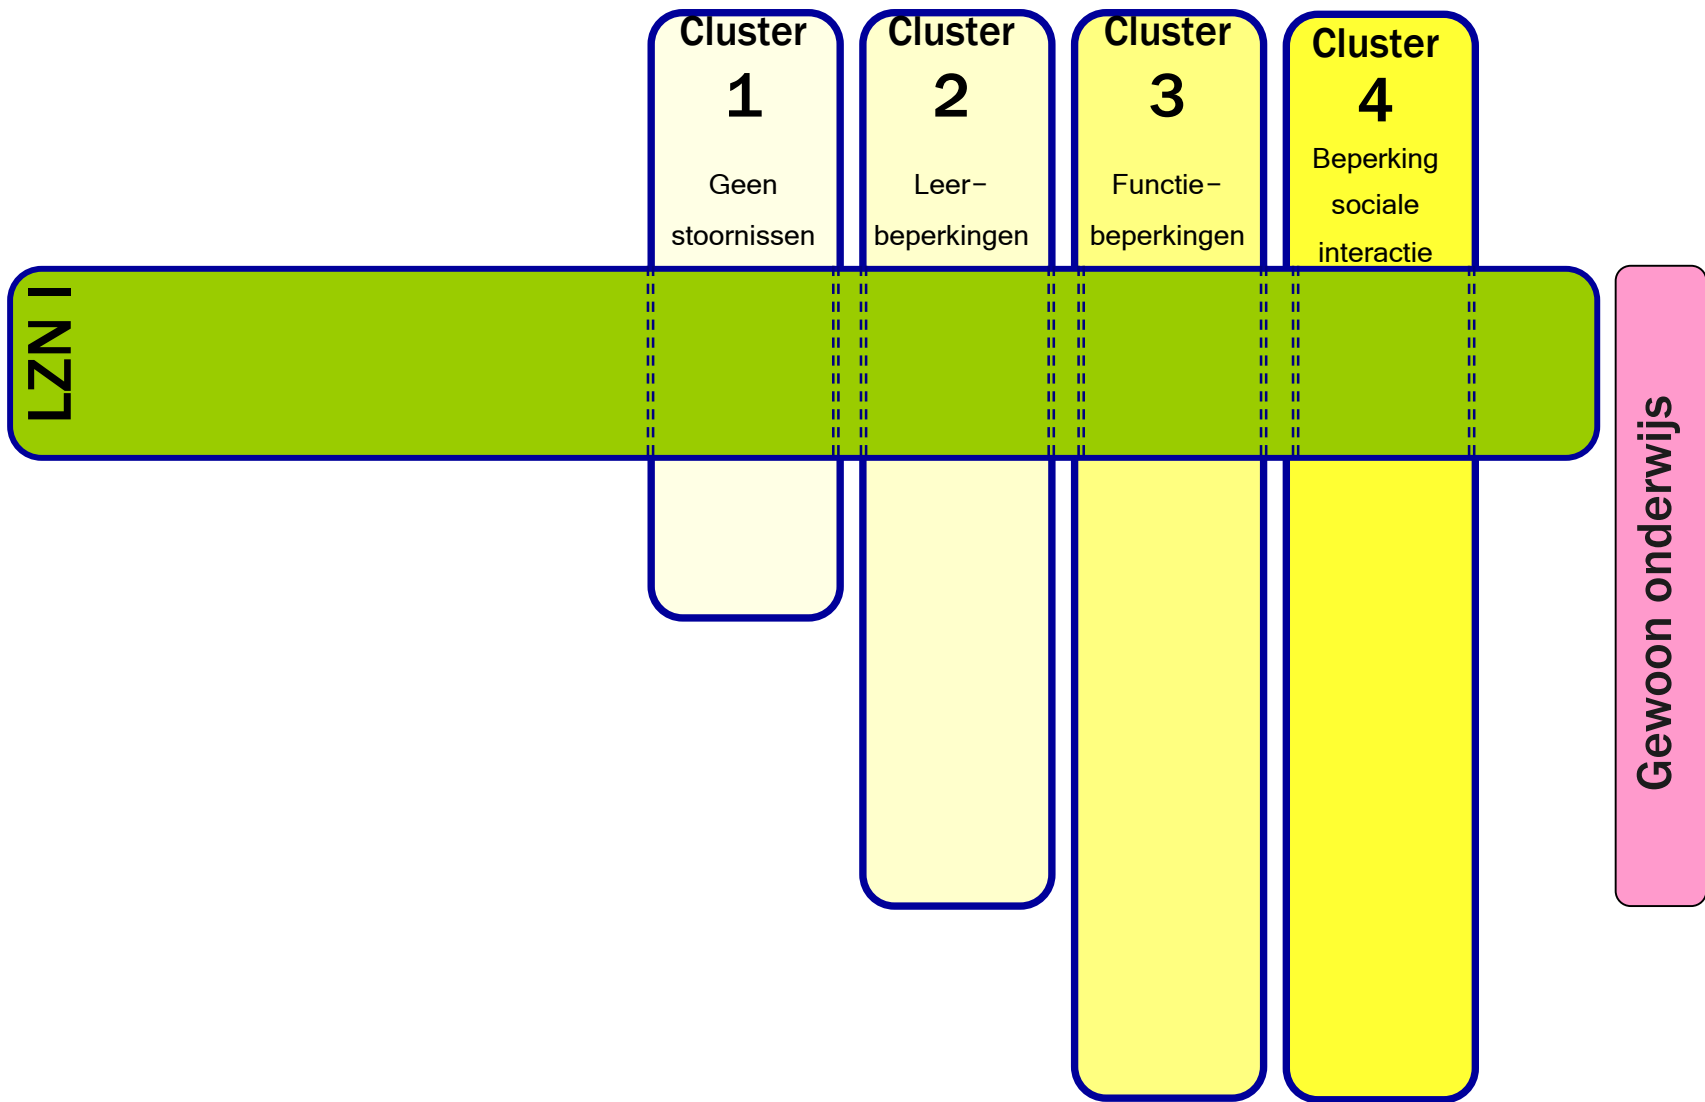 Cluster
1
Geen
stoornissen
Cluster
2
Leer-
beperkingen
Cluster
3
Functie-
beperkingen
Cluster
4
Beperking
sociale
interactie
LZN I
Gewoon onderwijs